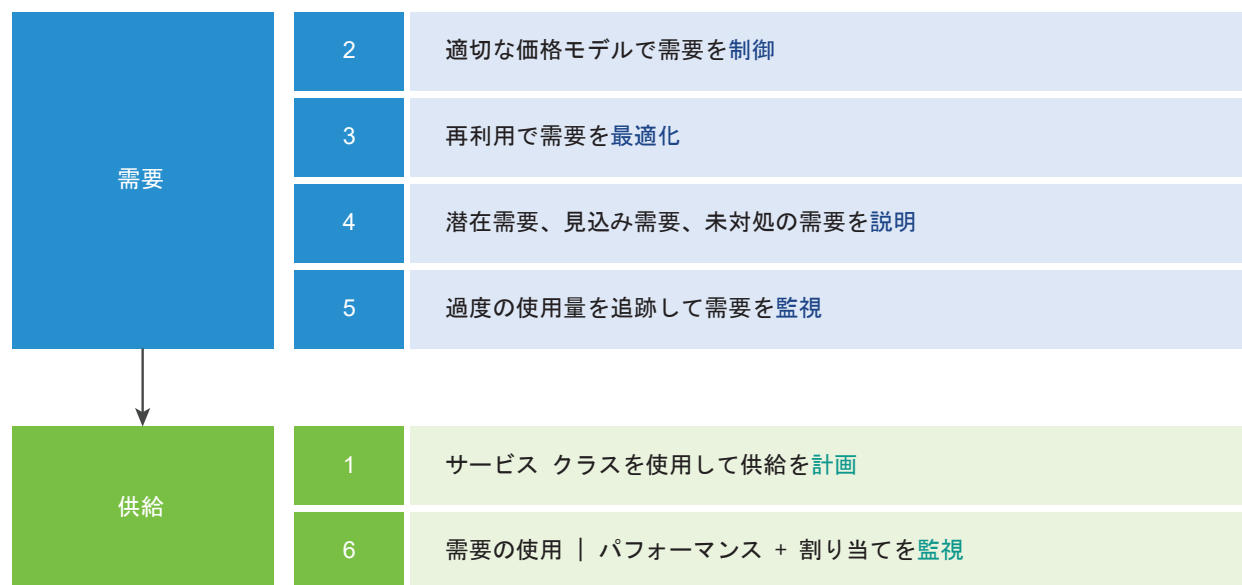 需要
2
適切な価格モデルで需要を制御
3
再利用で需要を最適化
4
潜在需要、見込み需要、未対処の需要を説明
5
過度の使用量を追跡して需要を監視
供給
1
サービス クラスを使用して供給を計画
6
需要の使用 | パフォーマンス + 割り当てを監視